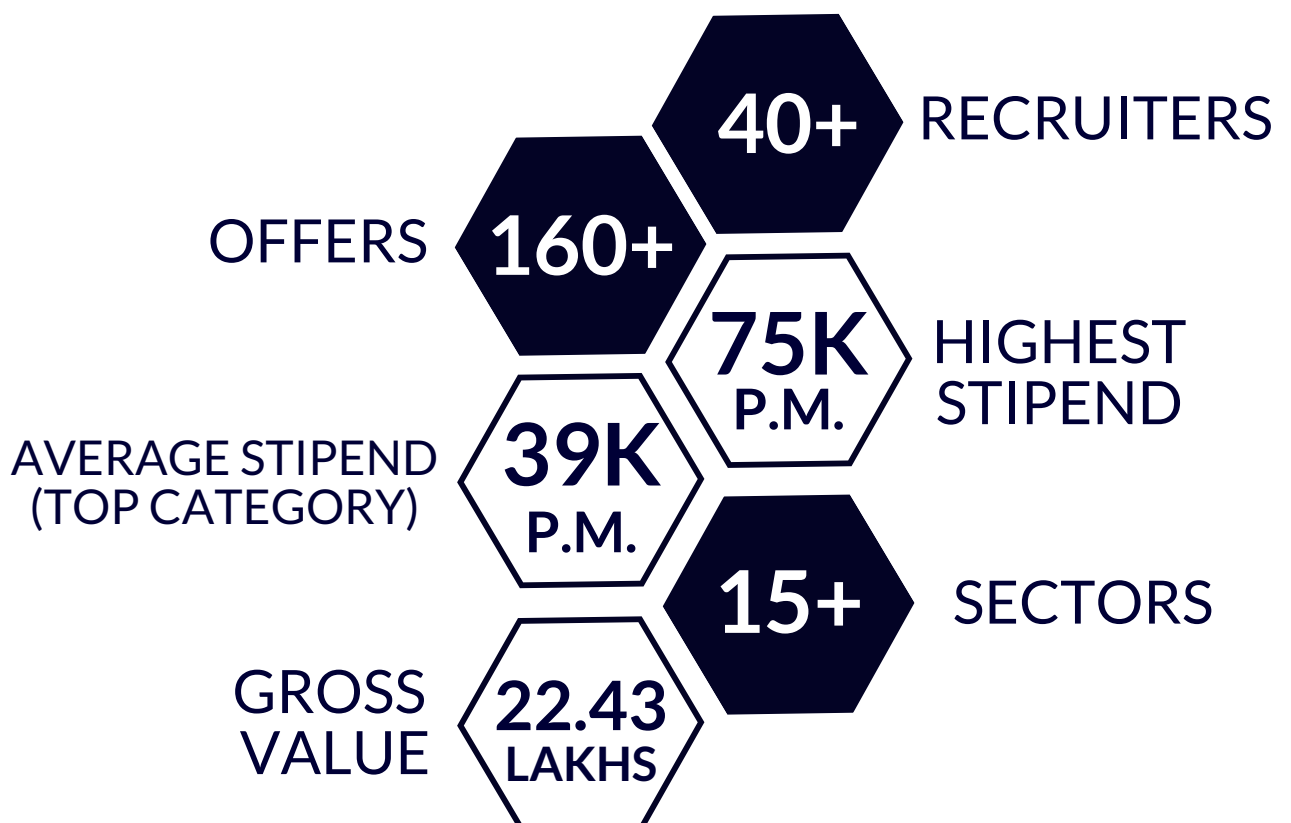 40+
RECRUITERS
OFFERS
160+
75K
P.M.
HIGHEST
STIPEND
AVERAGE STIPEND
(TOP CATEGORY)
39K
P.M.
15+
SECTORS
GROSS
VALUE
22.43
LAKHS